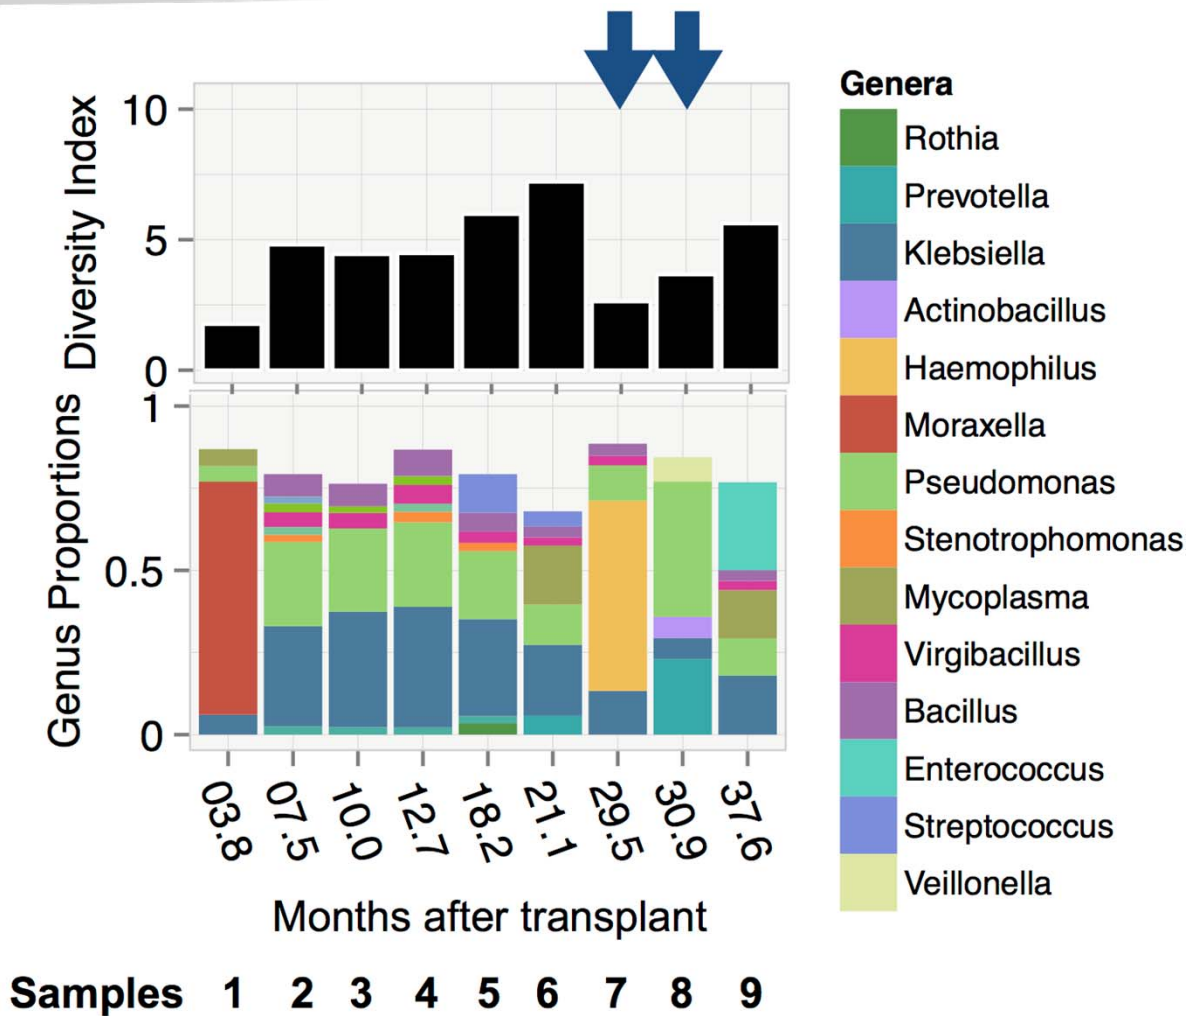 Diversity Index
10
5
0
Genus Proportions
1
0.5
0
03.8 07.5 10.0 12.7 18.2 21.1 29.5 30.9 37.6
Months after transplant
Samples 1 2 3 4 5 6 7 8 9
Genera
Rothia
Prevotella
Klebsiella
Actinobacillus
Haemophilus
Moraxella
Pseudomonas
Stenotrophomonas
Mycoplasma
Virgibacillus
Bacillus
Enterococcus
Streptococcus
Veillonella